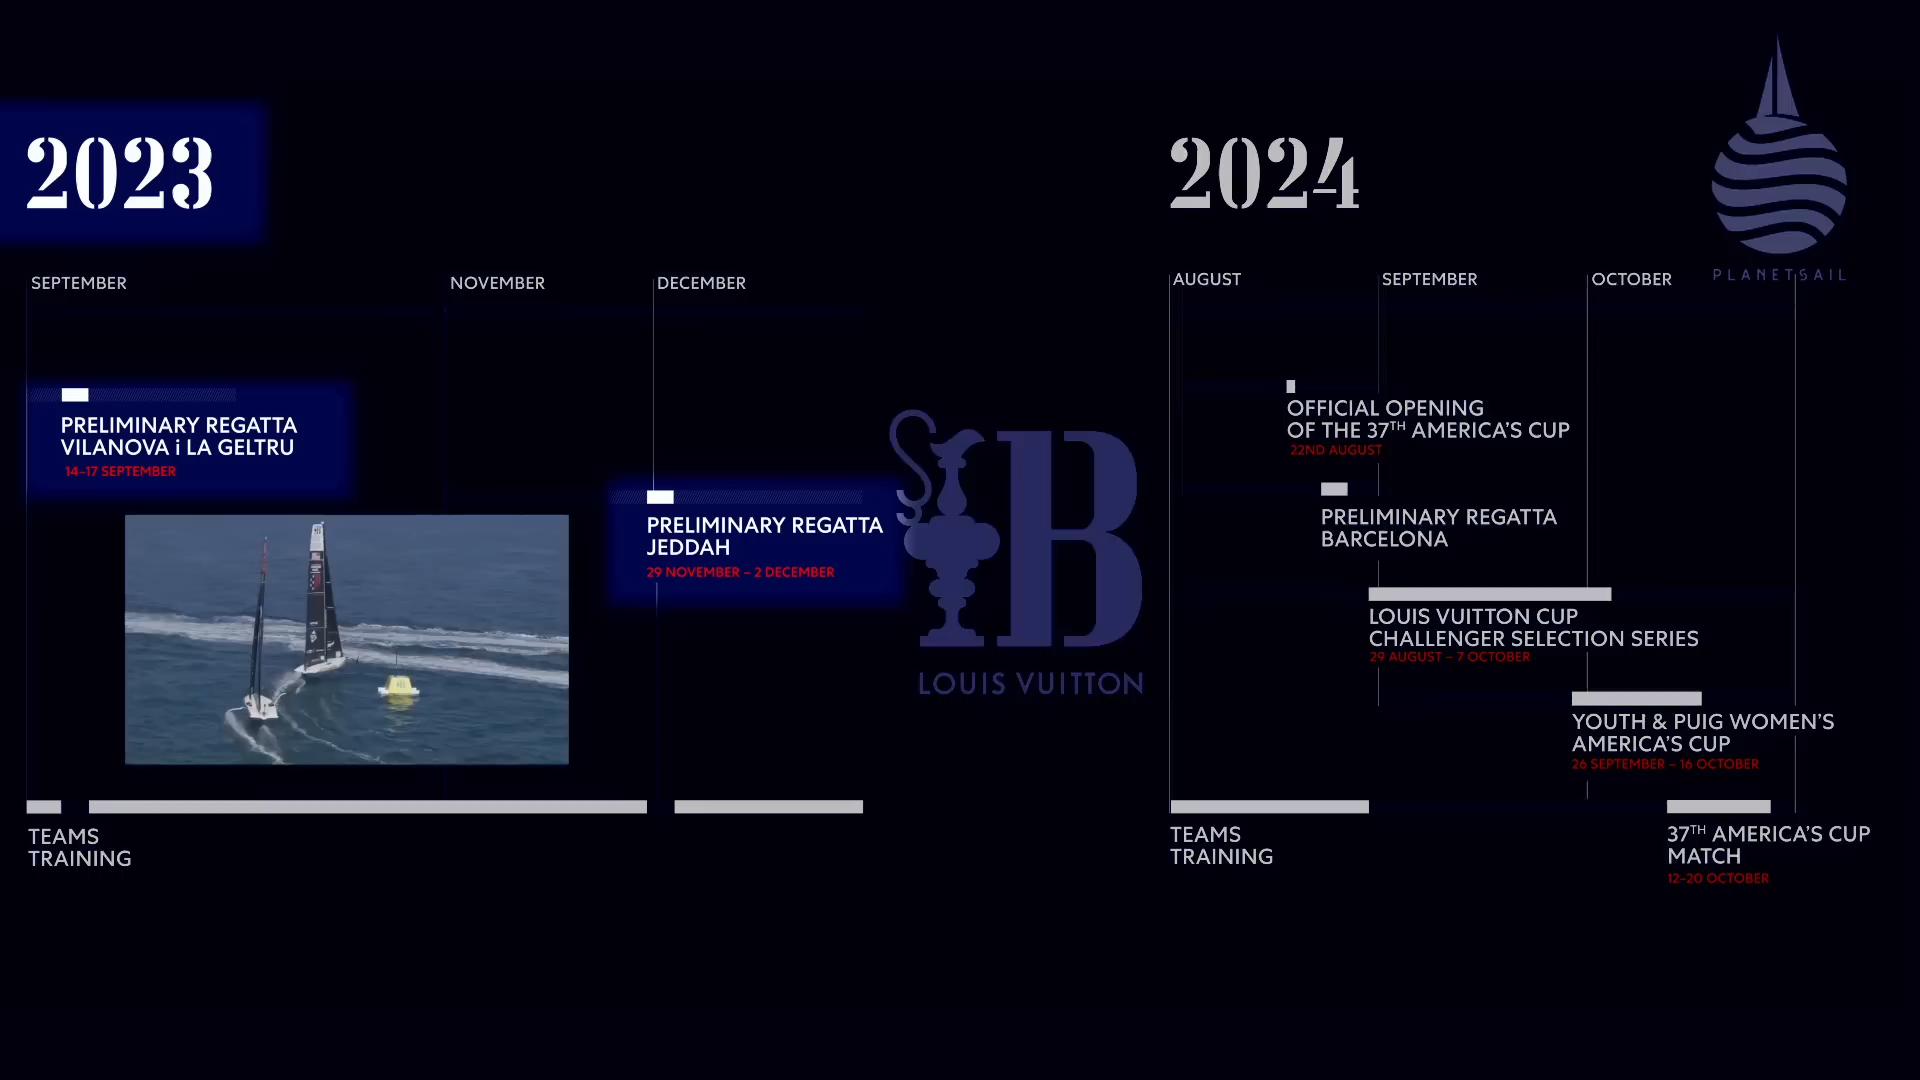 2023
SEPTEMBER
NOVEMBER
DECEMBER
PRELIMINARY REGATTA
VILANOVA i LA GELTRU
14–17 SEPTEMBER
PRELIMINARY REGATTA
JEDDAH
29 NOVEMBER – 2 DECEMBER
TEAMS
TRAINING
B
LOUIS VUITTON
2024
PLANETSAIL
AUGUST
SEPTEMBER
OCTOBER
OFFICIAL OPENING
OF THE 37TH AMERICA'S CUP
22ND AUGUST
PRELIMINARY REGATTA
BARCELONA
LOUIS VUITTON CUP
CHALLENGER SELECTION SERIES
29 AUGUST – 7 OCTOBER
YOUTH & PUIG WOMEN'S
AMERICA'S CUP
26 SEPTEMBER – 16 OCTOBER
TEAMS
TRAINING
37TH AMERICA'S CUP
MATCH
12–20 OCTOBER